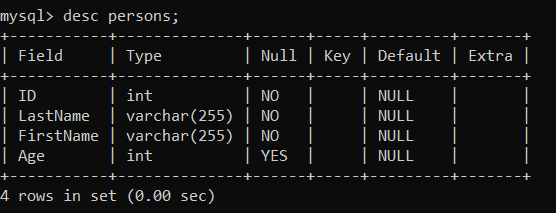 mysql> desc persons;
+-----------+--------------+------+-----+---------+-------+
| Field     | Type         | Null | Key | Default | Extra |
+-----------+--------------+------+-----+---------+-------+
| ID        | int          | NO   |     | NULL    |       |
| LastName  | varchar(255) | NO   |     | NULL    |       |
| FirstName | varchar(255) | NO   |     | NULL    |       |
| Age       | int          | YES  |     | NULL    |       |
+-----------+--------------+------+-----+---------+-------+
4 rows in set (0.00 sec)